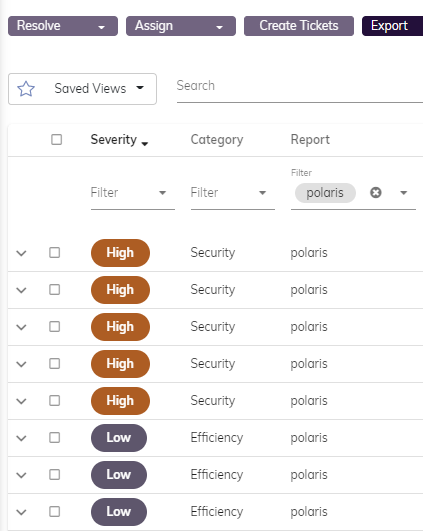 Resolve Assign Create Tickets Export
Saved Views Search
Severity Category Report
Filter
Filter Filter polaris
High Security polaris
High Security polaris
High Security polaris
High Security polaris
High Security polaris
Low Efficiency polaris
Low Efficiency polaris
Low Efficiency polaris